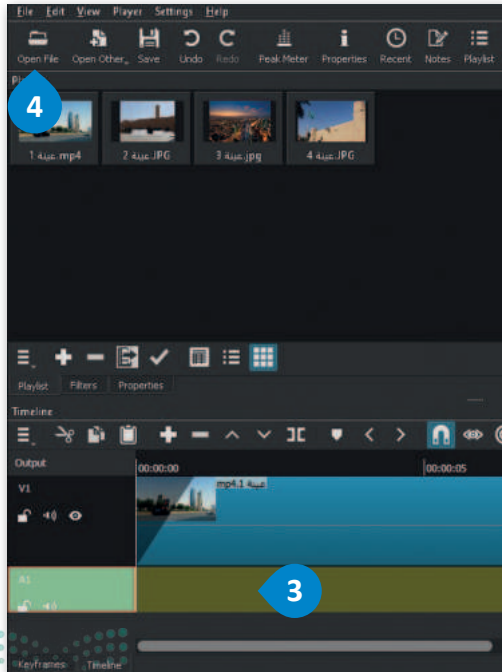 File Edit View Player Settings Help
Open File Open Other... Save Undo Redo Peak Meter Properties Recent Notes Playlist
4
عينة 1.mp4 عينة 2.JPG عينة 3.jpg عينة 4.JPG
Playlist Filters Properties
Timeline
Output 00:00:00 00:00:05
V1 عينة 1.mp4
A1
3
Keyframes Timeline